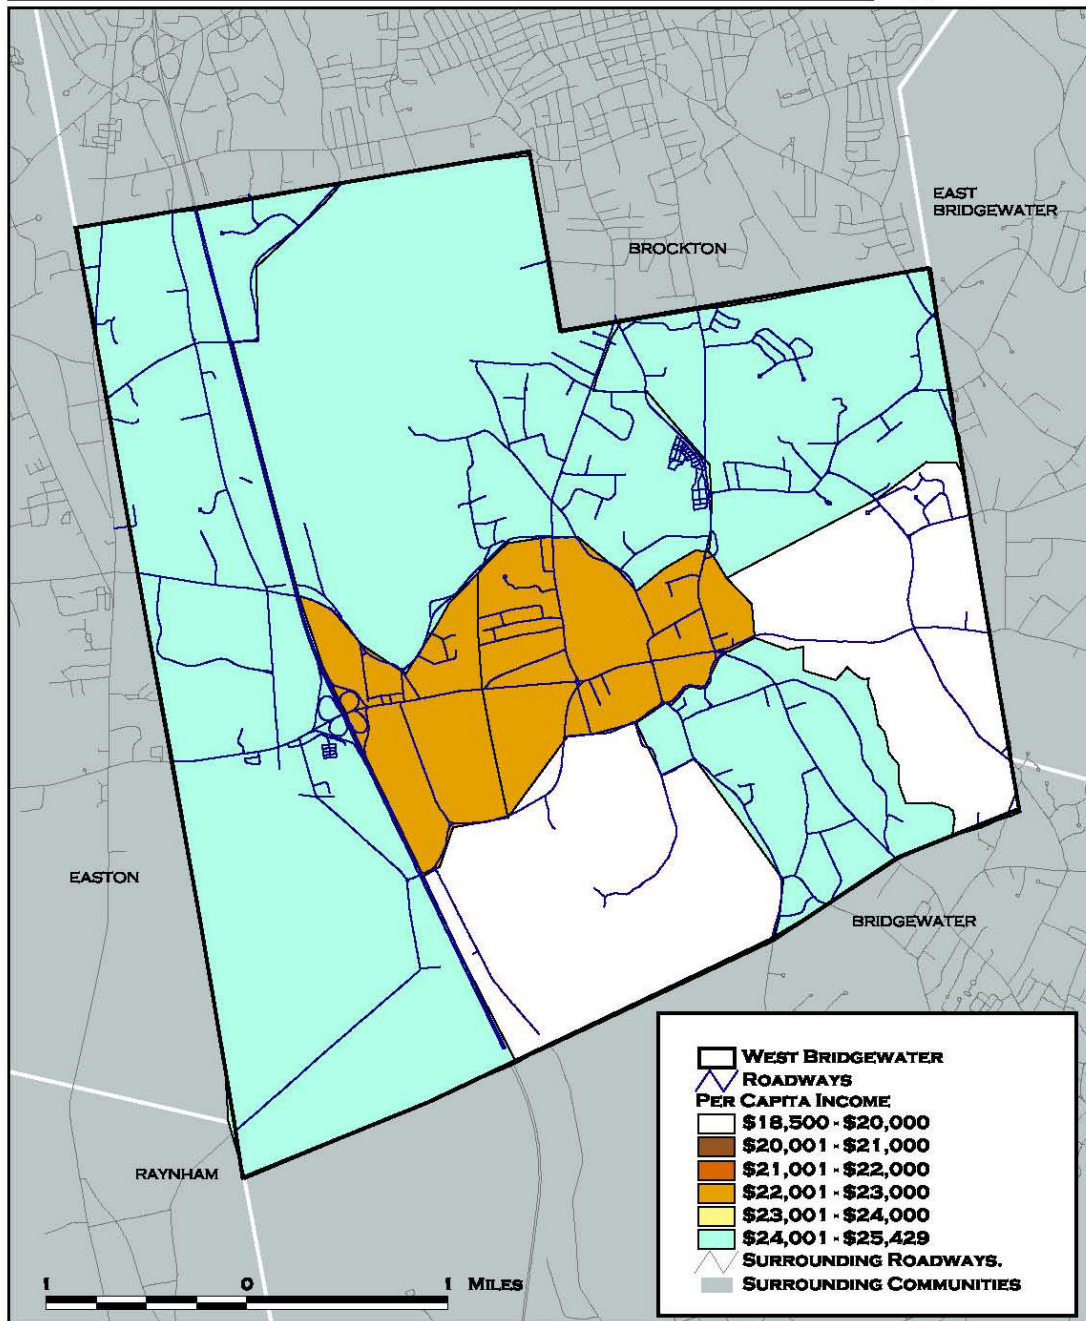 EAST
BRIDGEWATER
BROCKTON
EASTON
BRIDGEWATER
RAYNHAM
WEST BRIDGEWATER
ROADWAYS
PER CAPITA INCOME
$18,500 - $20,000
$20,001 - $21,000
$21,001 - $22,000
$22,001 - $23,000
$23,001 - $24,000
$24,001 - $25,429
SURROUNDING ROADWAYS.
SURROUNDING COMMUNITIES
1 0 1 MILES